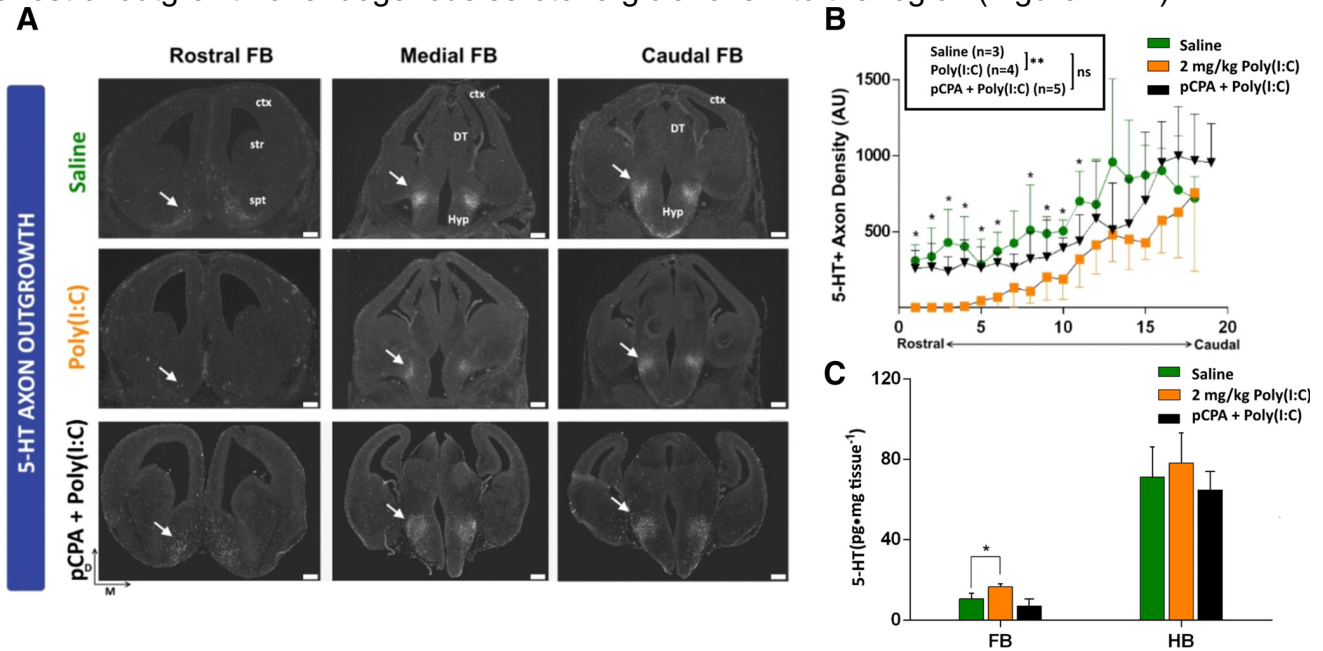 A
Rostral FB
Medial FB
Caudal FB
5-HT AXON OUTGROWTH
Saline
ctx
str
spt
ctx
DT
Hyp
ctx
DT
Hyp
Poly(I:C)
pCPA + Poly(I:C)
D
M
B
Saline (n=3)
Poly(I:C) (n=4)
pCPA + Poly(I:C) (n=5)
**
ns
Saline
2 mg/kg Poly(I:C)
pCPA + Poly(I:C)
5-HT+ Axon Density (AU)
1500
1000
500
* * * * * * * * * *
0 5 10 15 20
Rostral Caudal
C
Saline
2 mg/kg Poly(I:C)
pCPA + Poly(I:C)
5-HT(pg•mg tissue⁻¹)
120
80
40
0
*
FB HB